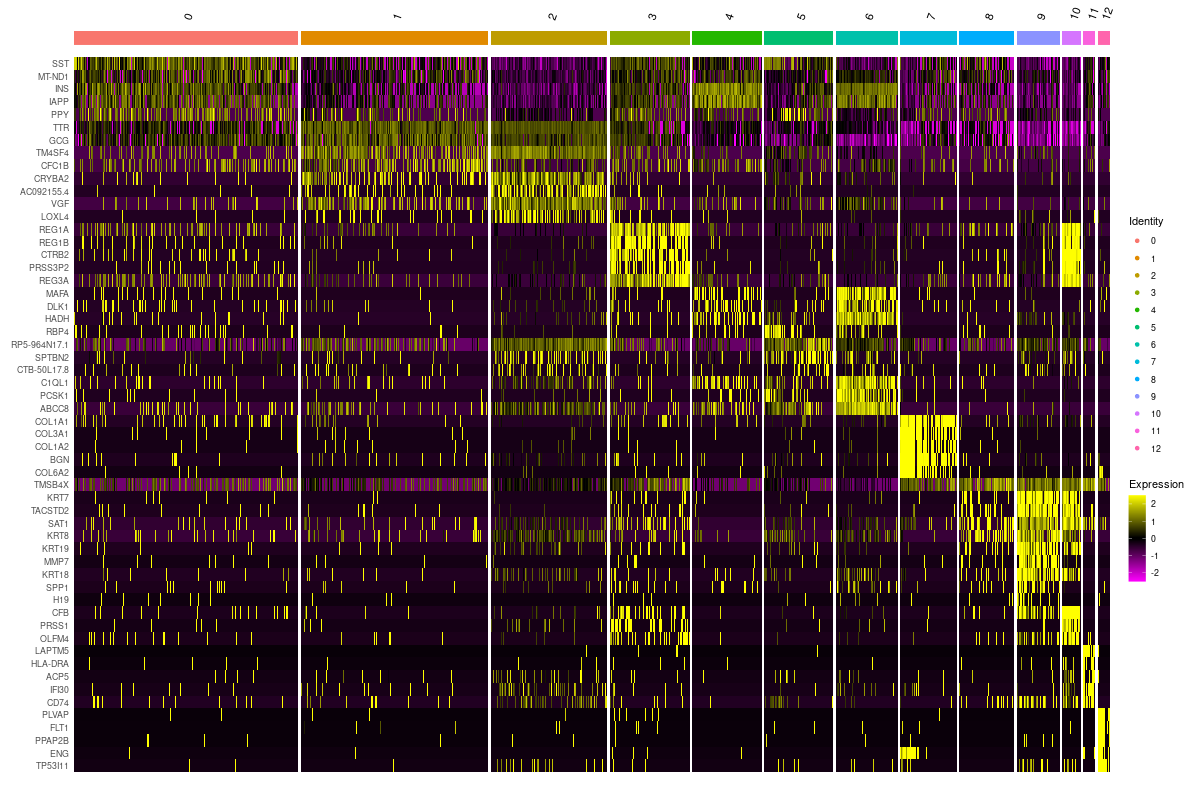 0 1 2 3 4 5 6 7 8 9 10 11 12
SST
MT-ND1
INS
IAPP
PPY
TTR
GCG
TM4SF4
CFC1B
CRYBA2
AC092155.4
VGF
LOXL4
REG1A
REG1B
CTRB2
PRSS3P2
REG3A
MAFA
DLK1
HADH
RBP4
RP5-964N17.1
SPTBN2
CTB-50L17.8
C1QL1
PCSK1
ABCC8
COL1A1
COL3A1
COL1A2
BGN
COL6A2
TMSB4X
KRT7
TACSTD2
SAT1
KRT8
KRT19
MMP7
KRT18
SPP1
H19
CFB
PRSS1
OLFM4
LAPTM5
HLA-DRA
ACP5
IFI30
CD74
PLVAP
FLT1
PPAP2B
ENG
TP53I11
Identity
0
1
2
3
4
5
6
7
8
9
10
11
12
Expression
2
1
0
-1
-2